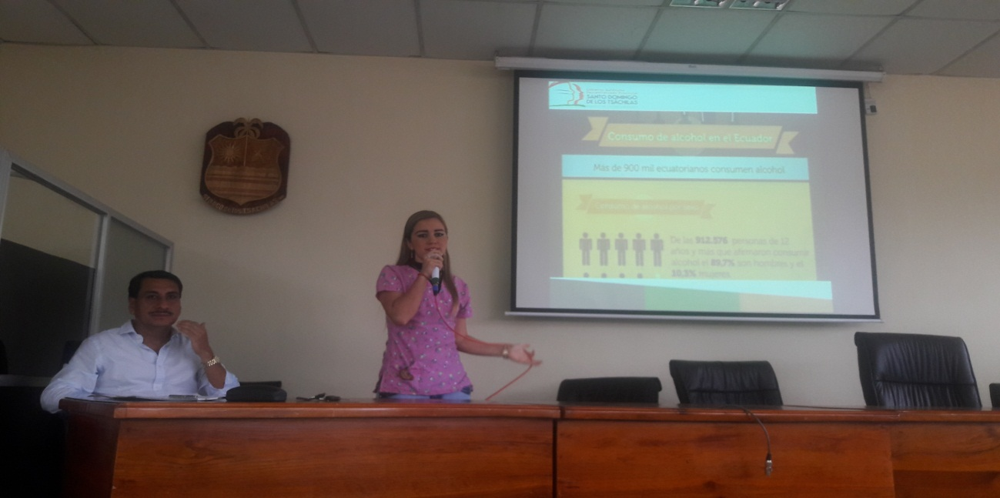 SANTO DOMINGO
DE LOS TSÁCHILAS
Consumo de alcohol en el Ecuador
Más de 900 mil ecuatorianos consumen alcohol
De las 912.576 personas de 12
años y más que afirmaron consumir
alcohol el 89,7% son hombres y el
10,3% mujeres